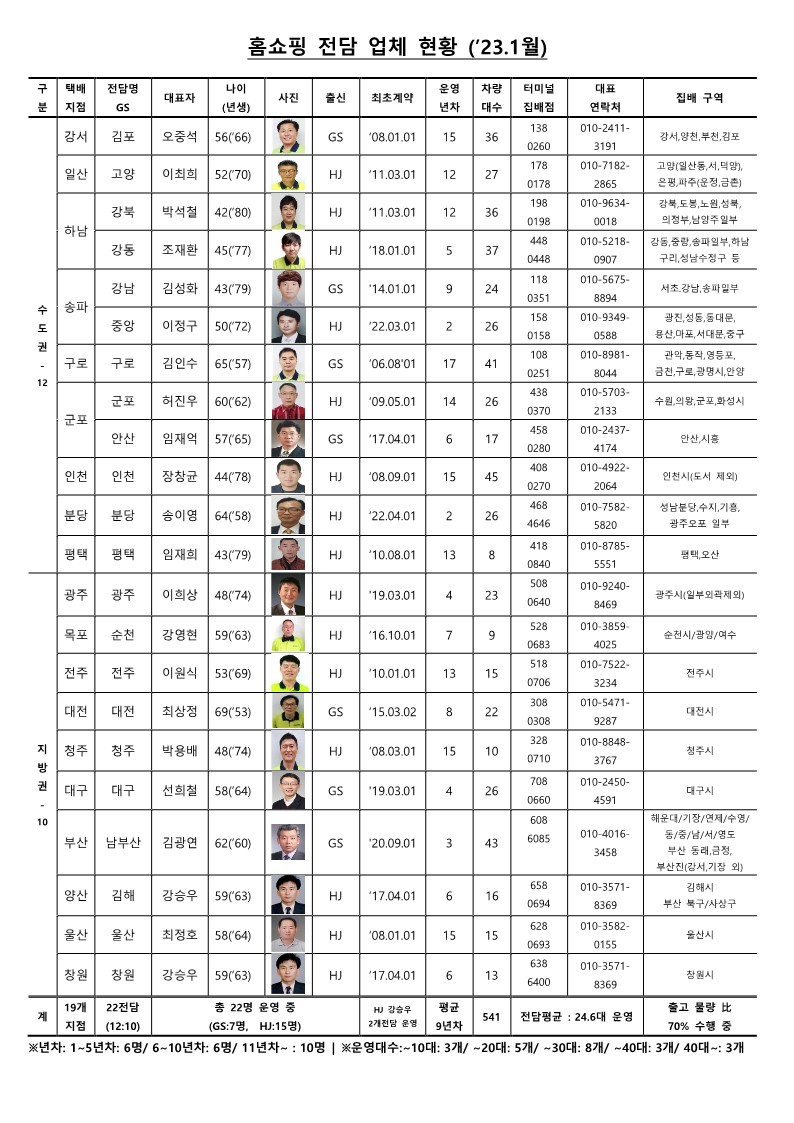 홈쇼핑 전담 업체 현황 (’23.1월)
구분 택배지점 전담명GS 대표자 나이(년생) 사진 출신 최초계약 운영년차 차량대수 터미널집배점 대표연락처 집배 구역
수도권-12
강서 김포 오중석 56(’66) GS ’08.01.01 15 36 138 0260 010-2411-3191 강서,양천,부천,김포
일산 고양 이최희 52(’70) HJ ’11.03.01 12 27 178 0178 010-7182-2865 고양(일산동,서,덕양), 은평,파주(운정,금촌)
하남 강북 박석철 42(’80) HJ ’11.03.01 12 36 198 0198 010-9634-0018 강북,도봉,노원,성북, 의정부,남양주일부
강동 조재환 45(’77) HJ ’18.01.01 5 37 448 0448 010-5218-0907 강동,중랑,송파일부,하남 구리,성남수정구 등
송파 강남 김성화 43(’79) GS ’14.01.01 9 24 118 0351 010-5675-8894 서초.강남,송파일부
중앙 이정구 50(’72) HJ ’22.03.01 2 26 158 0158 010-9349-0588 광진,성동,동대문, 용산,마포,서대문,중구
구로 구로 김인수 65(’57) GS ’06.08’01 17 41 108 0251 010-8981-8044 관악,동작,영등포, 금천,구로,광명시,안양
군포 군포 허진우 60(’62) HJ ’09.05.01 14 26 438 0370 010-5703-2133 수원,의왕,군포,화성시
안산 임재억 57(’65) GS ’17.04.01 6 17 458 0280 010-2437-4174 안산,시흥
인천 인천 장창균 44(’78) HJ ’08.09.01 15 45 408 0270 010-4922-2064 인천시(도서 제외)
분당 분당 송이영 64(’58) HJ ’22.04.01 2 26 468 4646 010-7582-5820 성남분당,수지,기흥, 광주오포 일부
평택 평택 임재희 43(’79) HJ ’10.08.01 13 8 418 0840 010-8785-5551 평택,오산
지방권-10
광주 광주 이희상 48(’74) HJ '19.03.01 4 23 508 0640 010-9240-8469 광주시(일부외곽제외)
목포 순천 강영현 59(’63) HJ ’16.10.01 7 9 528 0683 010-3859-4025 순천시/광양/여수
전주 전주 이원식 53(’69) HJ ’10.01.01 13 15 518 0706 010-7522-3234 전주시
대전 대전 최상정 69(’53) GS ’15.03.02 8 22 308 0308 010-5471-9287 대전시
청주 청주 박용배 48(’74) HJ ’08.03.01 15 10 328 0710 010-8848-3767 청주시
대구 대구 선희철 58(’64) GS ’19.03.01 4 26 708 0660 010-2450-4591 대구시
부산 남부산 김광연 62(’60) GS '20.09.01 3 43 608 6085 010-4016-3458 해운대/기장/연제/수영/동/중/남/서/영도 부산 동래,금정, 부산진(강서,기장 외)
양산 김해 강승우 59(’63) HJ ’17.04.01 6 16 658 0694 010-3571-8369 김해시 부산 북구/사상구
울산 울산 최정호 58(’64) HJ ’08.01.01 15 15 628 0693 010-3582-0155 울산시
창원 창원 강승우 59(’63) HJ ’17.04.01 6 13 638 6400 010-3571-8369 창원시
계 19개지점 22전담(12:10) 총 22명 운영 중 (GS:7명, HJ:15명) HJ 강승우 2개전담 운영 평균 9년차 541 전담평균 : 24.6대 운영 출고 물량 比 70% 수행 중
※년차: 1~5년차: 6명/ 6~10년차: 6명/ 11년차~ : 10명 | ※운영대수:~10대: 3개/ ~20대: 5개/ ~30대: 8개/ ~40대: 3개/ 40대~: 3개